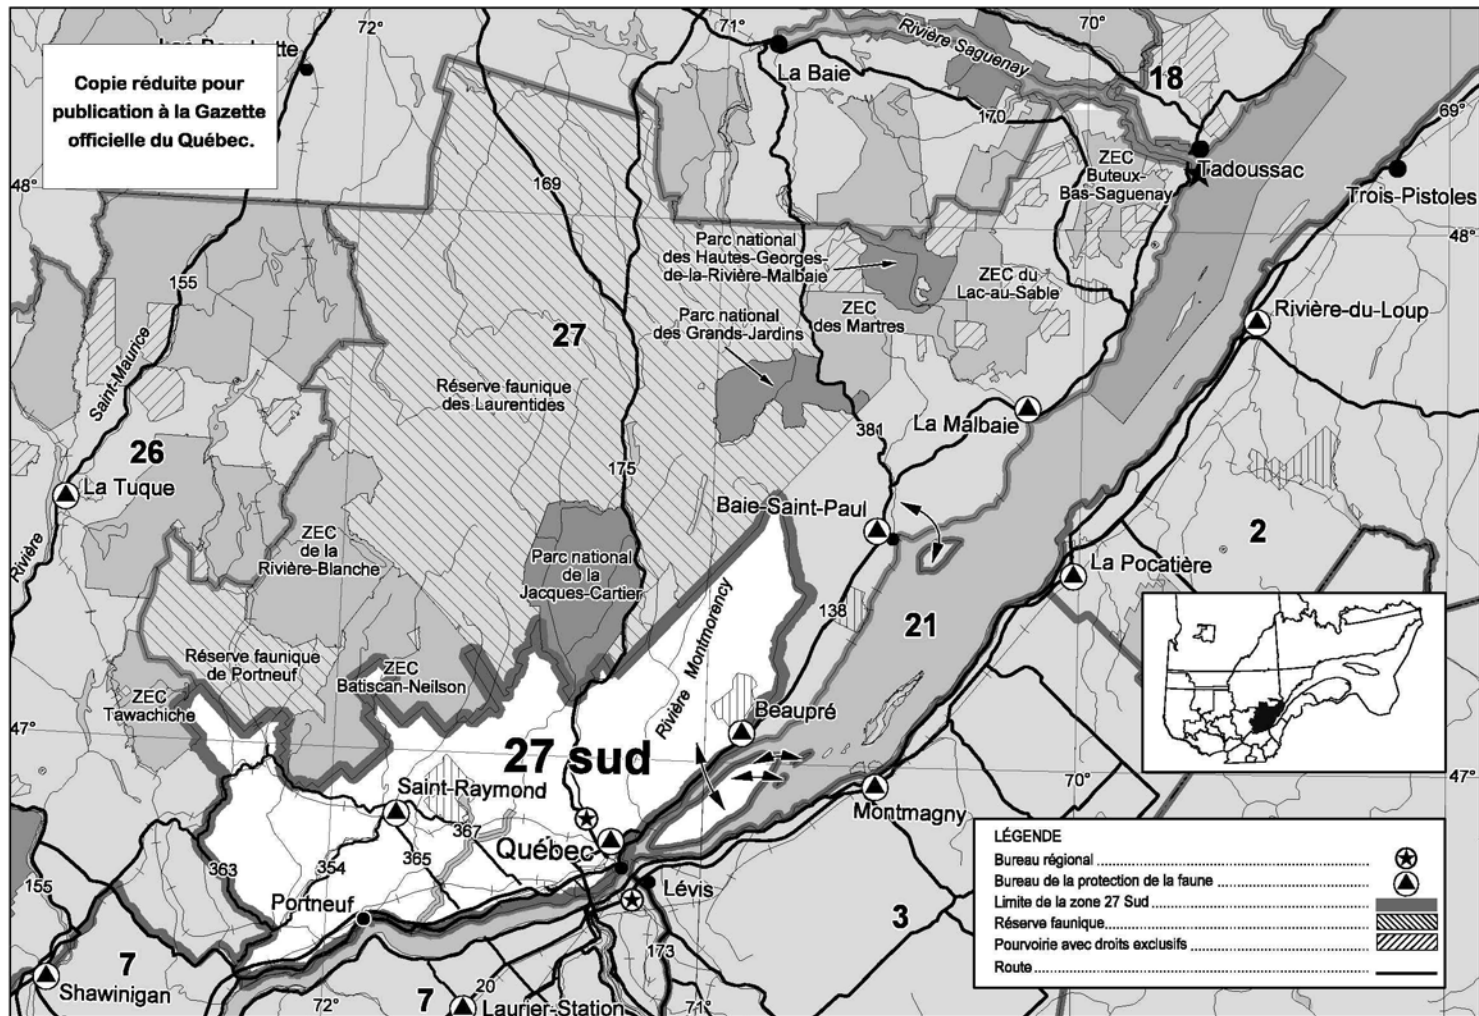 72°
71°
70°
Copie réduite pour
publication à la Gazette
officielle du Québec.
La Baie
Rivière Saguenay
18
170
69°
48°
ZEC
Buteux-
Bas-Saguenay
Tadoussac
Trois-Pistoles
169
48°
Parc national
des Hautes-Georges-
de-la-Rivière-Malbaie
ZEC du
Lac-au-Sable
155
27
Parc national
des Grands-Jardins
ZEC
des Martres
Rivière-du-Loup
Saint-Maurice
Réserve faunique
des Laurentides
26
381
La Malbaie
La Tuque
175
Baie-Saint-Paul
Rivière
ZEC
de la
Rivière-Blanche
Parc national
de la
Jacques-Cartier
2
La Pocatière
Rivière Montmorency
138
21
Réserve faunique
de Portneuf
ZEC
Batiscan-Neilson
ZEC
Tawachiche
47°
Beaupré
27 sud
Saint-Raymond
70°
47°
Montmagny
367
Québec
363
354
365
155
Lévis
Portneuf
3
173
7
Shawinigan
72°
7
20
Laurier-Station
71°
LÉGENDE
Bureau régional
Bureau de la protection de la faune
Limite de la zone 27 Sud
Réserve faunique
Pourvoirie avec droits exclusifs
Route